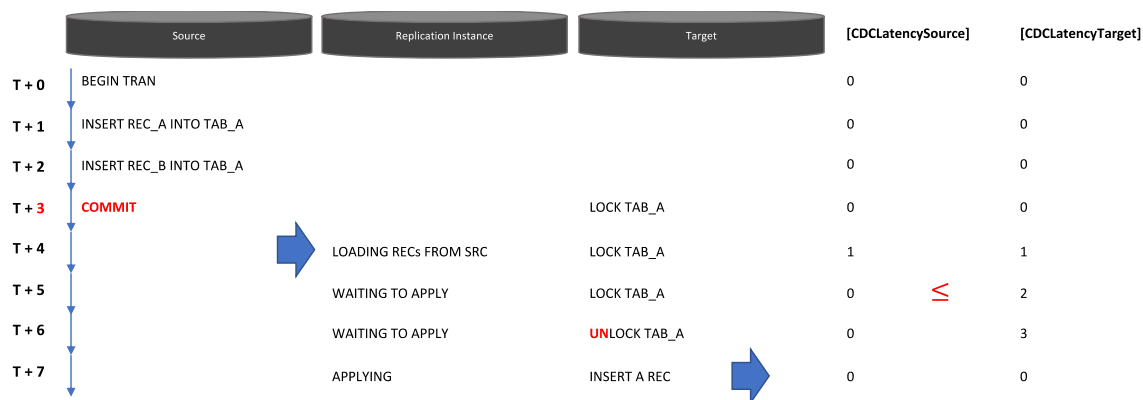 Source Replication Instance Target [CDCLatencySource] [CDCLatencyTarget]
T + 0 BEGIN TRAN 0 0
T + 1 INSERT REC_A INTO TAB_A 0 0
T + 2 INSERT REC_B INTO TAB_A 0 0
T + 3 COMMIT LOCK TAB_A 0 0
T + 4 LOADING RECs FROM SRC LOCK TAB_A 1 1
T + 5 WAITING TO APPLY LOCK TAB_A 0 ≤ 2
T + 6 WAITING TO APPLY UNLOCK TAB_A 0 3
T + 7 APPLYING INSERT A REC 0 0